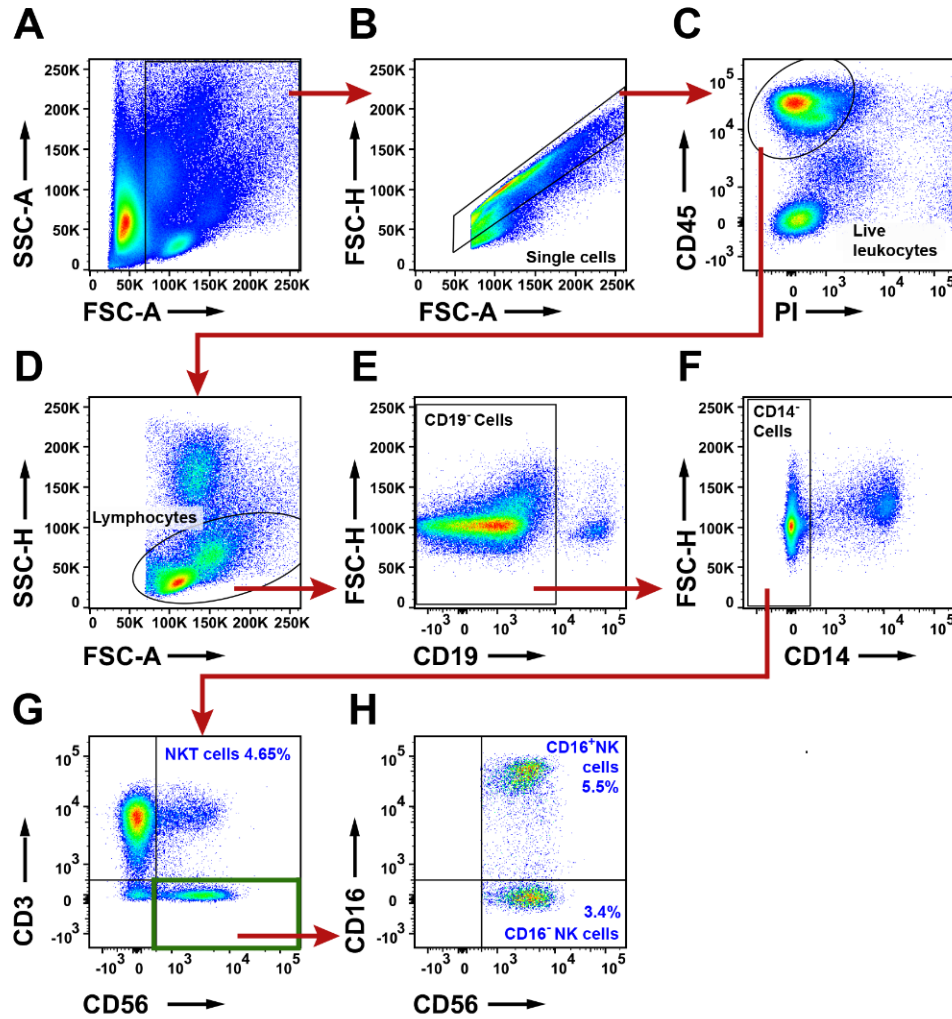 A
250K
200K
150K
100K
50K
0
SSC-A
0 50K 100K 150K 200K 250K
FSC-A
B
250K
200K
150K
100K
50K
0
FSC-H
Single cells
0 50K 100K 150K 200K 250K
FSC-A
C
10^5
10^4
10^3
0
-10^3
CD45
Live
leukocytes
0 10^3 10^4 10^5
PI
D
250K
200K
150K
100K
50K
0
SSC-H
Lymphocytes
0 50K 100K 150K 200K 250K
FSC-A
E
250K
200K
150K
100K
50K
0
FSC-H
CD19- Cells
-10^3 0 10^3 10^4 10^5
CD19
F
250K
200K
150K
100K
50K
0
FSC-H
CD14-
Cells
0 10^3 10^4 10^5
CD14
G
10^5
10^4
10^3
0
-10^3
CD3
NKT cells 4.65%
-10^3 0 10^3 10^4 10^5
CD56
H
10^5
10^4
10^3
0
-10^3
CD16
CD16+NK
cells
5.5%
3.4%
CD16- NK cells
-10^3 0 10^3 10^4 10^5
CD56